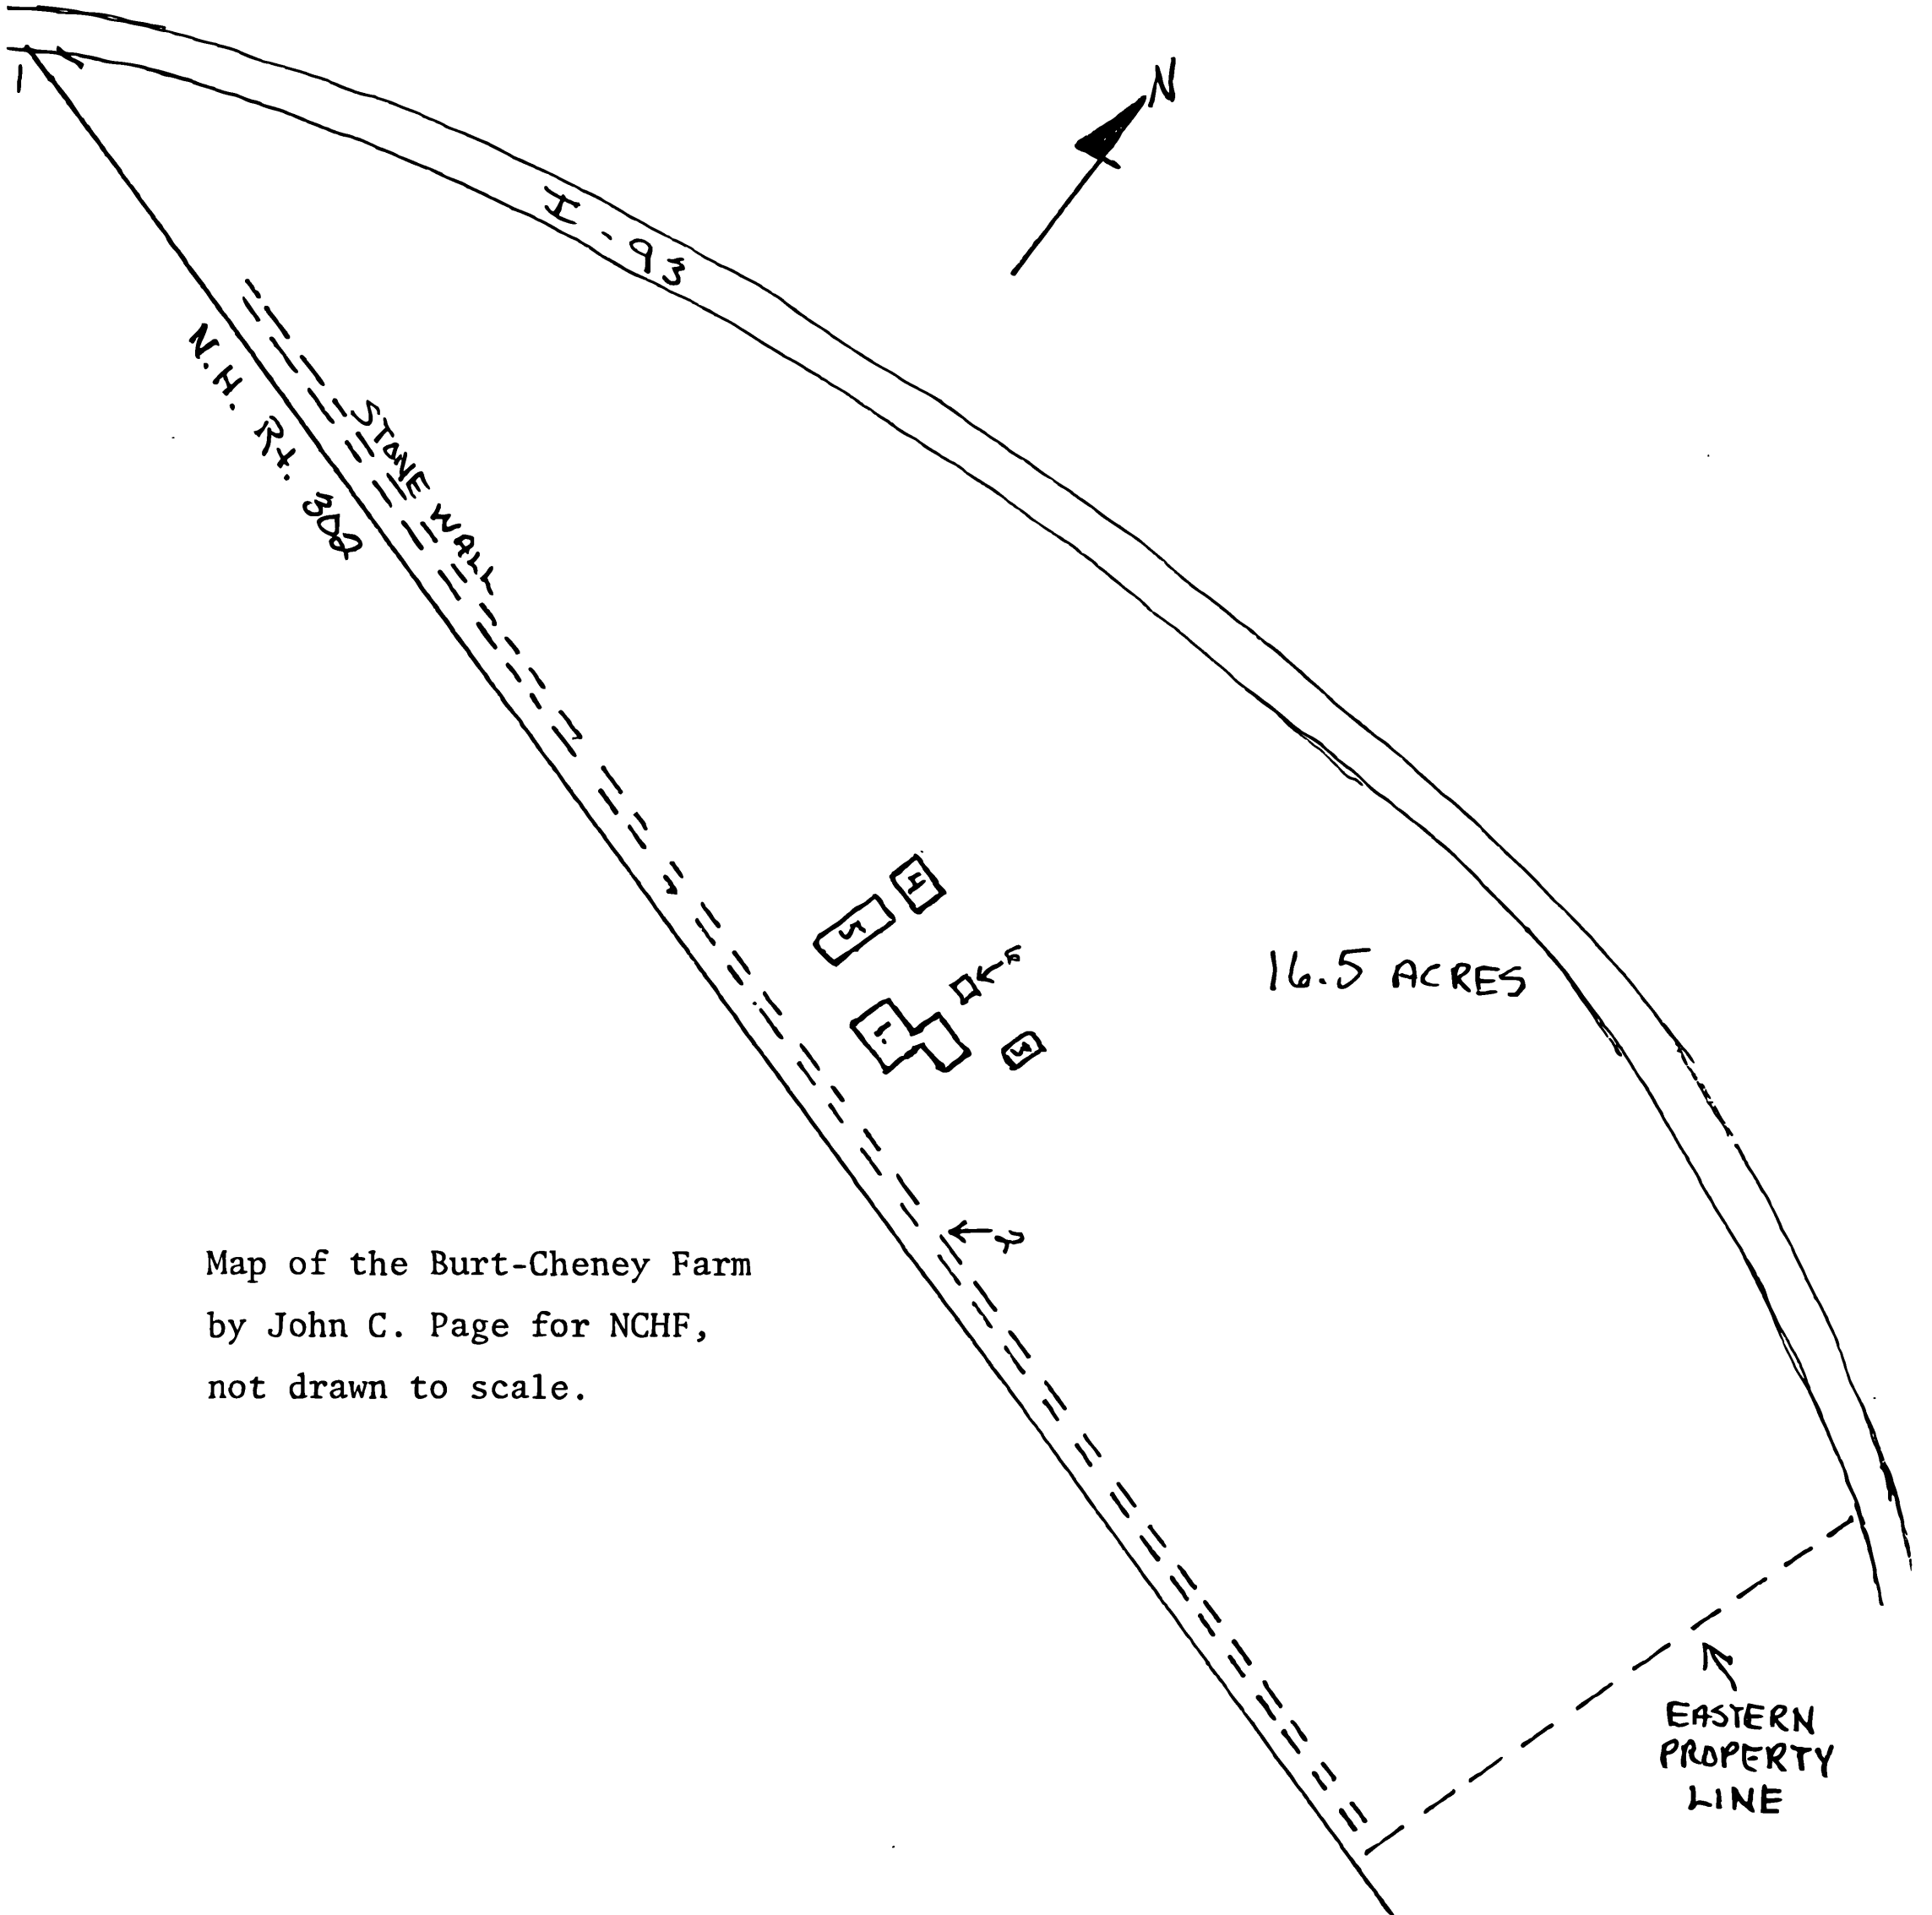 N
I-93
N.H. Rt. 302
STONE WALL
16.5 ACRES
Map of the Burt-Cheney Farm
by John C. Page for NCHF,
not drawn to scale.
EASTERN
PROPERTY
LINE